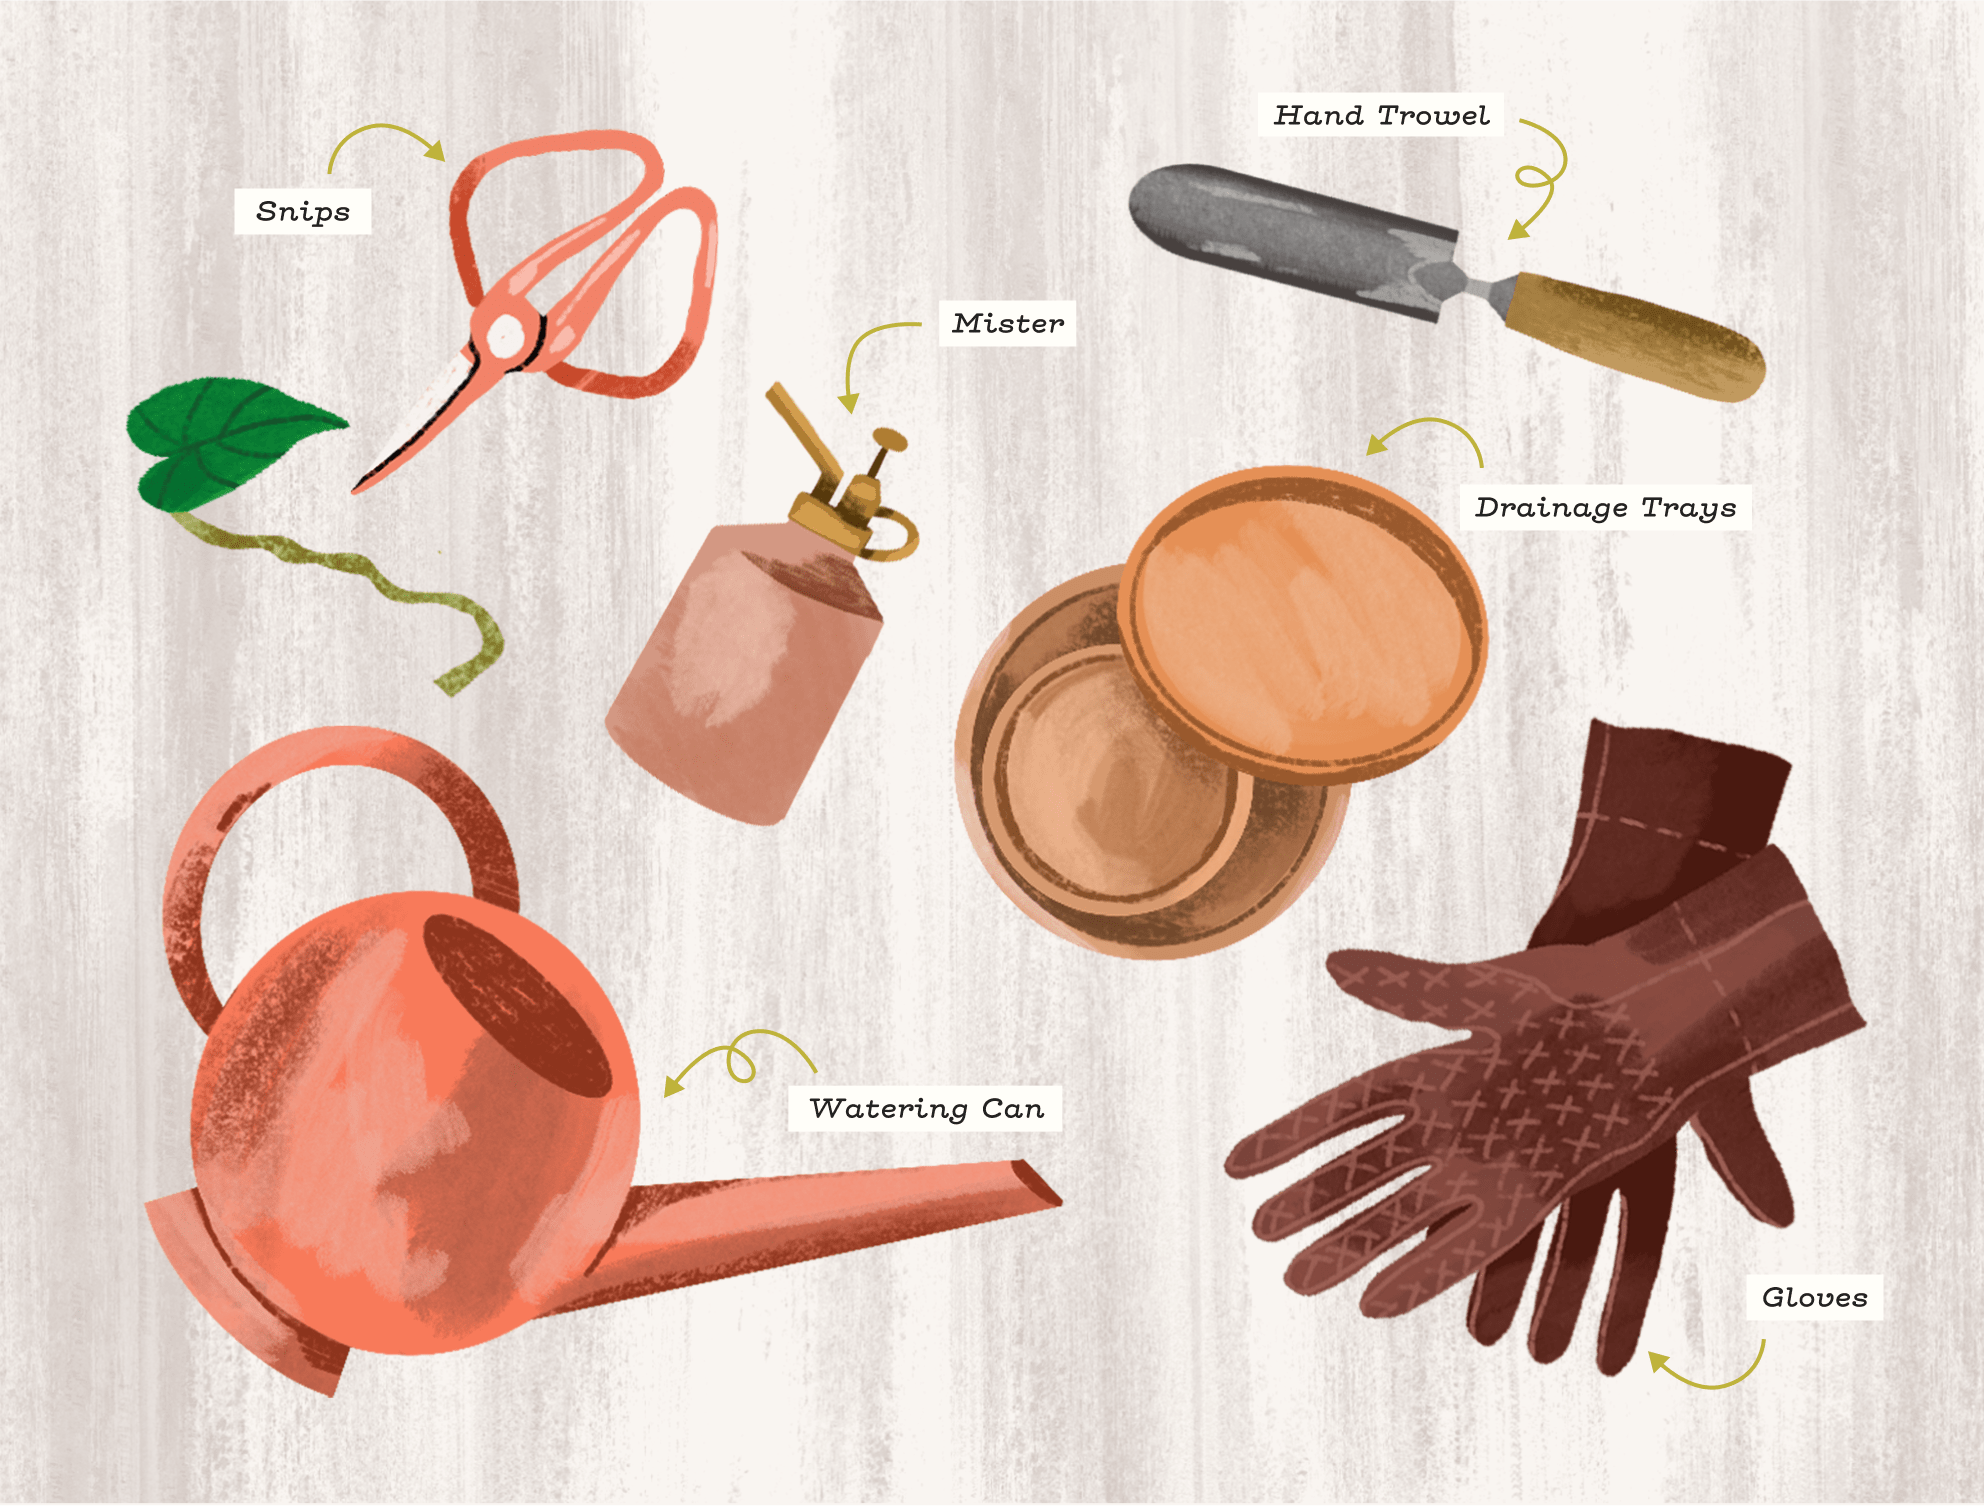 Hand Trowel
Snips
Mister
Drainage Trays
Watering Can
Gloves